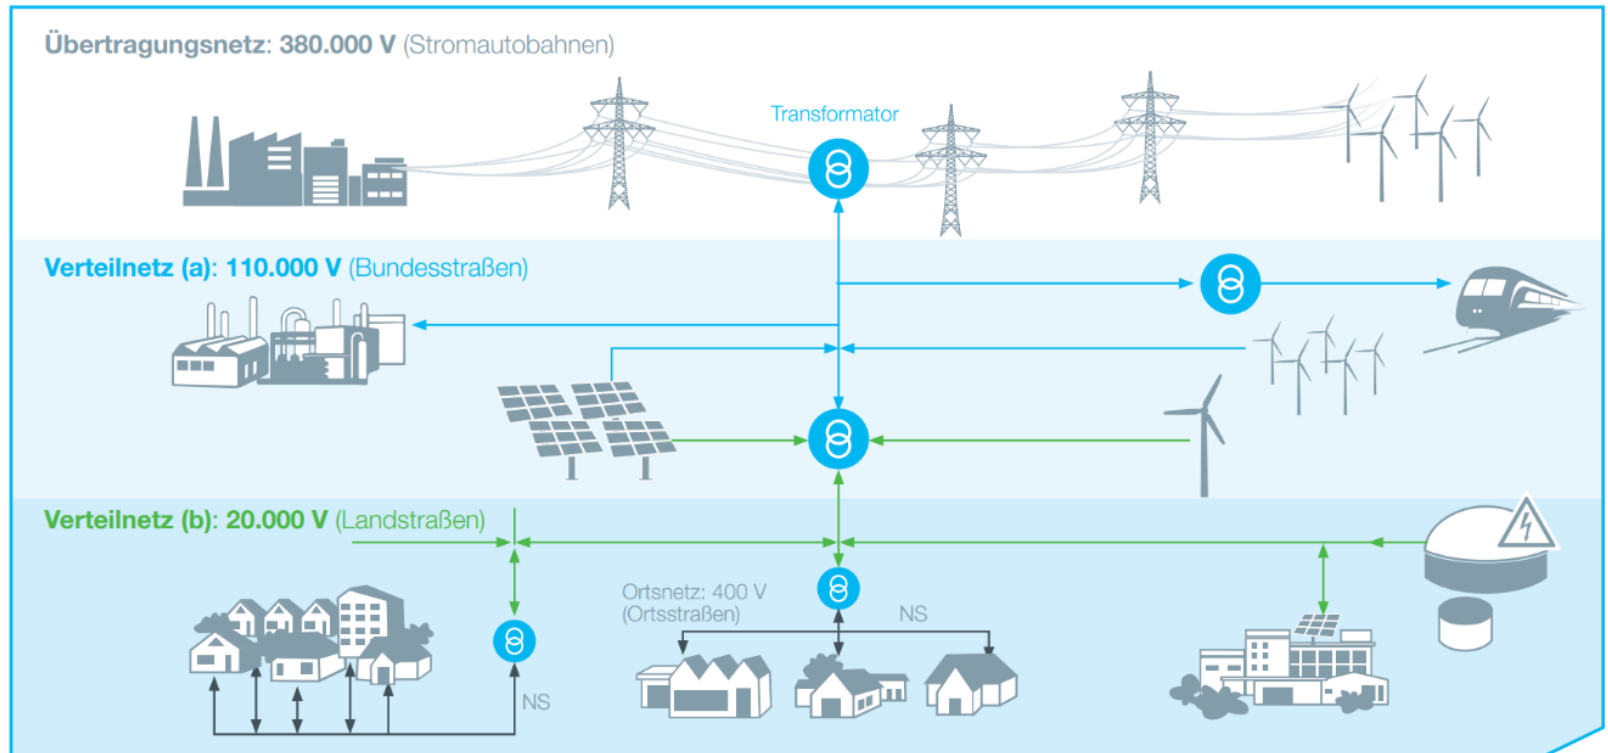 Übertragungsnetz: 380.000 V (Stromautobahnen)
Transformator
Verteilnetz (a): 110.000 V (Bundesstraßen)
Verteilnetz (b): 20.000 V (Landstraßen)
Ortsnetz: 400 V
(Ortsstraßen)
NS
NS